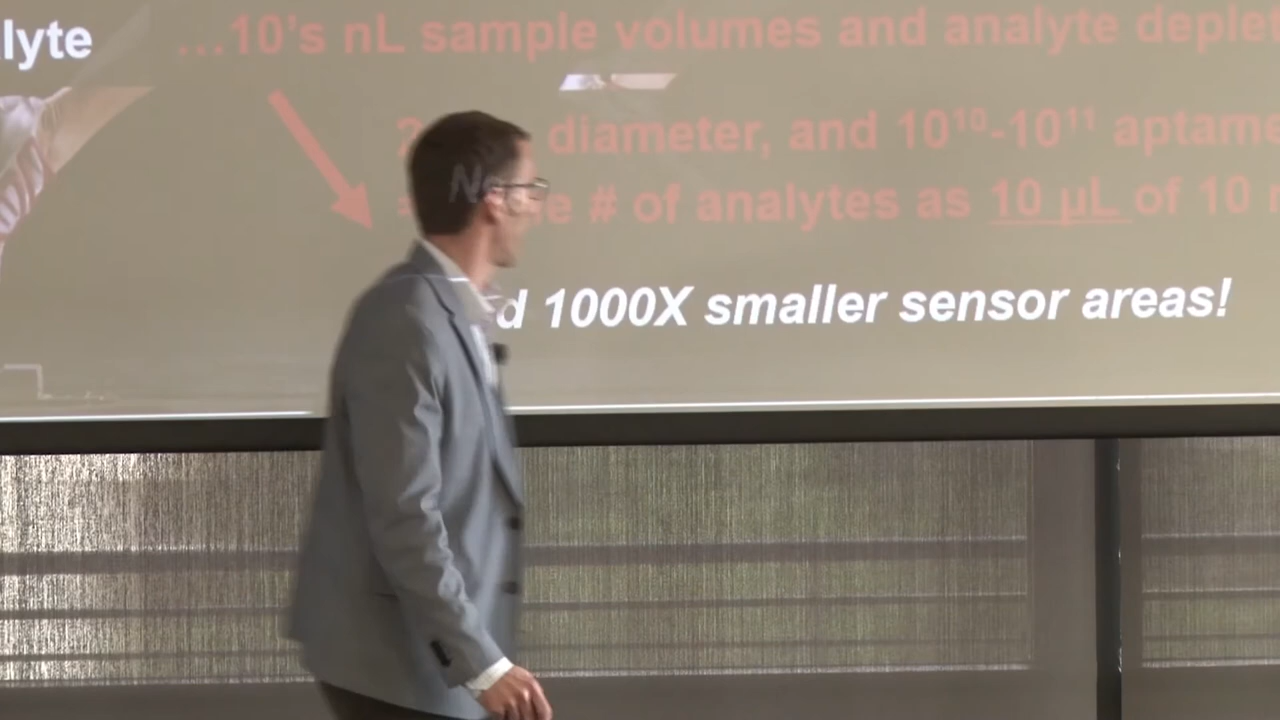 lyte
…10’s nL sample volumes and analyte deplet
diameter, and 10¹⁰-10¹¹ aptame
# of analytes as 10 µL of 10
1000X smaller sensor areas!